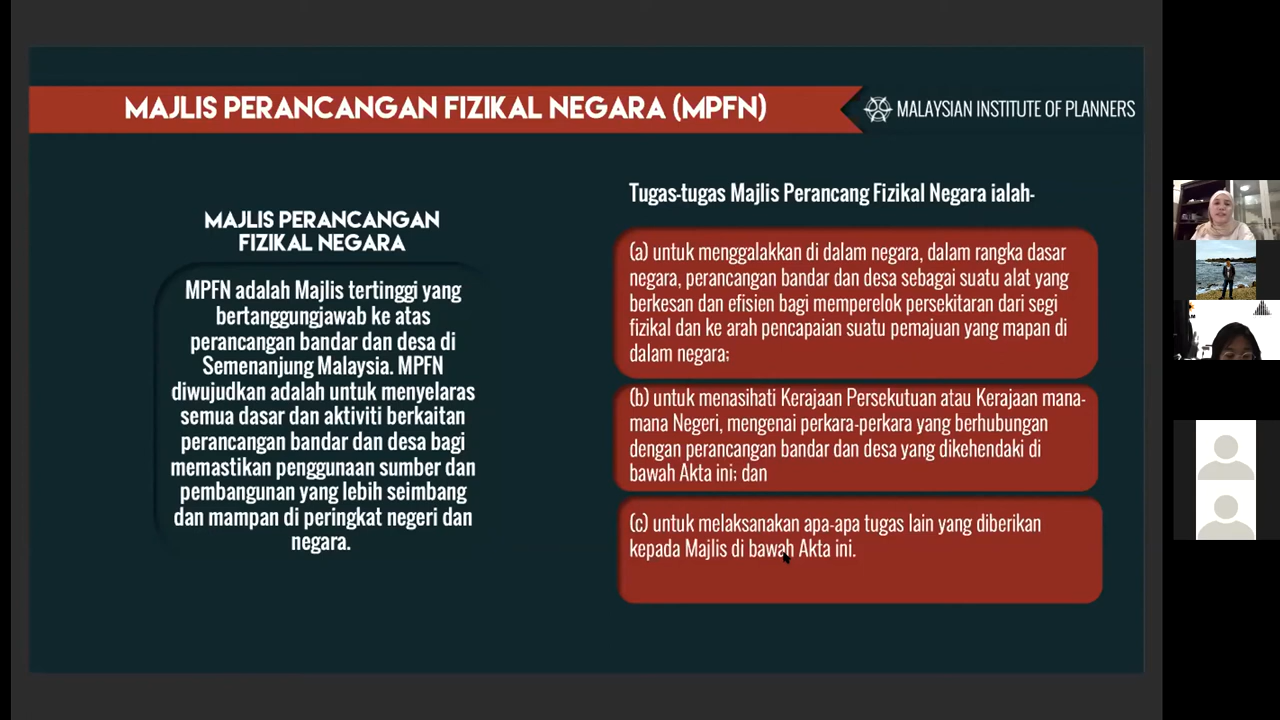 MAJLIS PERANCANGAN FIZIKAL NEGARA (MPFN)
MALAYSIAN INSTITUTE OF PLANNERS
MAJLIS PERANCANGAN
FIZIKAL NEGARA
MPFN adalah Majlis tertinggi yang
bertanggungjawab ke atas
perancangan bandar dan desa di
Semenanjung Malaysia. MPFN
diwujudkan adalah untuk menyelaras
semua dasar dan aktiviti berkaitan
perancangan bandar dan desa bagi
memastikan penggunaan sumber dan
pembangunan yang lebih seimbang
dan mampan di peringkat negeri dan
negara.
Tugas-tugas Majlis Perancang Fizikal Negara ialah-
(a) untuk menggalakkan di dalam negara, dalam rangka dasar
negara, perancangan bandar dan desa sebagai suatu alat yang
berkesan dan efisien bagi memperelok persekitaran dari segi
fizikal dan ke arah pencapaian suatu pemajuan yang mapan di
dalam negara;
(b) untuk menasihati Kerajaan Persekutuan atau Kerajaan mana-
mana Negeri, mengenai perkara-perkara yang berhubungan
dengan perancangan bandar dan desa yang dikehendaki di
bawah Akta ini; dan
(c) untuk melaksanakan apa-apa tugas lain yang diberikan
kepada Majlis di bawah Akta ini.